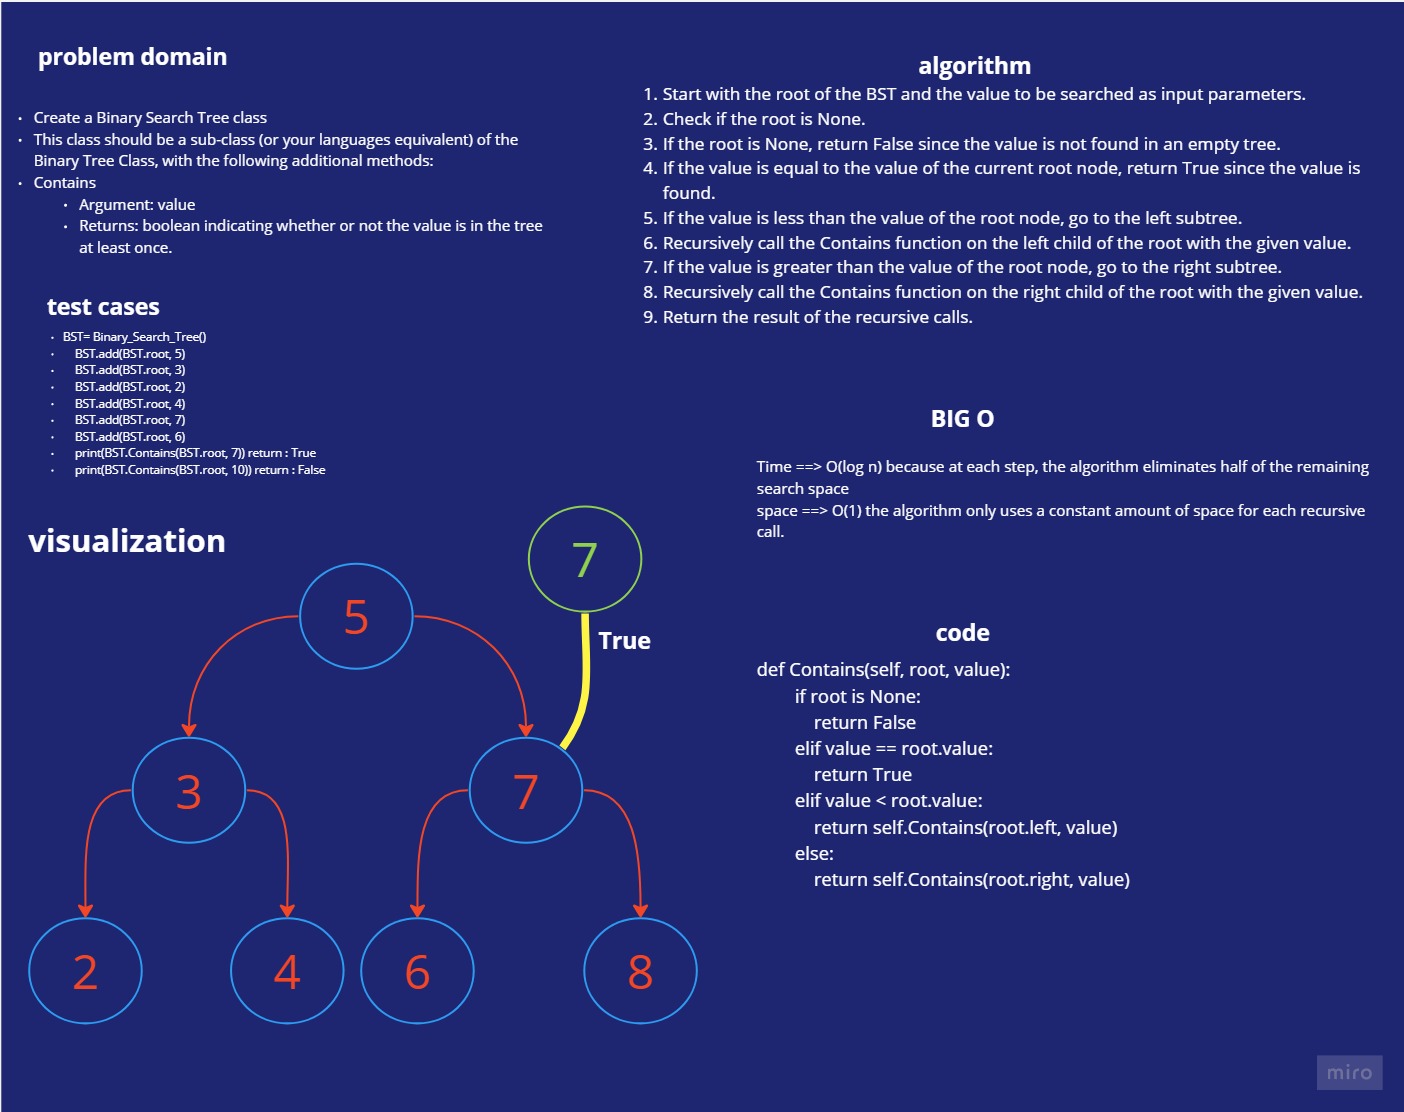 problem domain
• Create a Binary Search Tree class
• This class should be a sub-class (or your languages equivalent) of the
Binary Tree Class, with the following additional methods:
• Contains
• Argument: value
• Returns: boolean indicating whether or not the value is in the tree
at least once.
test cases
• BST= Binary_Search_Tree()
• BST.add(BST.root, 5)
• BST.add(BST.root, 3)
• BST.add(BST.root, 2)
• BST.add(BST.root, 4)
• BST.add(BST.root, 7)
• BST.add(BST.root, 6)
• print(BST.Contains(BST.root, 7)) return : True
• print(BST.Contains(BST.root, 10)) return : False
visualization
7
5
True
3
7
2
4
6
8
algorithm
1. Start with the root of the BST and the value to be searched as input parameters.
2. Check if the root is None.
3. If the root is None, return False since the value is not found in an empty tree.
4. If the value is equal to the value of the current root node, return True since the value is
found.
5. If the value is less than the value of the root node, go to the left subtree.
6. Recursively call the Contains function on the left child of the root with the given value.
7. If the value is greater than the value of the root node, go to the right subtree.
8. Recursively call the Contains function on the right child of the root with the given value.
9. Return the result of the recursive calls.
BIG O
Time ==> O(log n) because at each step, the algorithm eliminates half of the remaining
search space
space ==> O(1) the algorithm only uses a constant amount of space for each recursive
call.
code
def Contains(self, root, value):
if root is None:
return False
elif value == root.value:
return True
elif value < root.value:
return self.Contains(root.left, value)
else:
return self.Contains(root.right, value)
miro